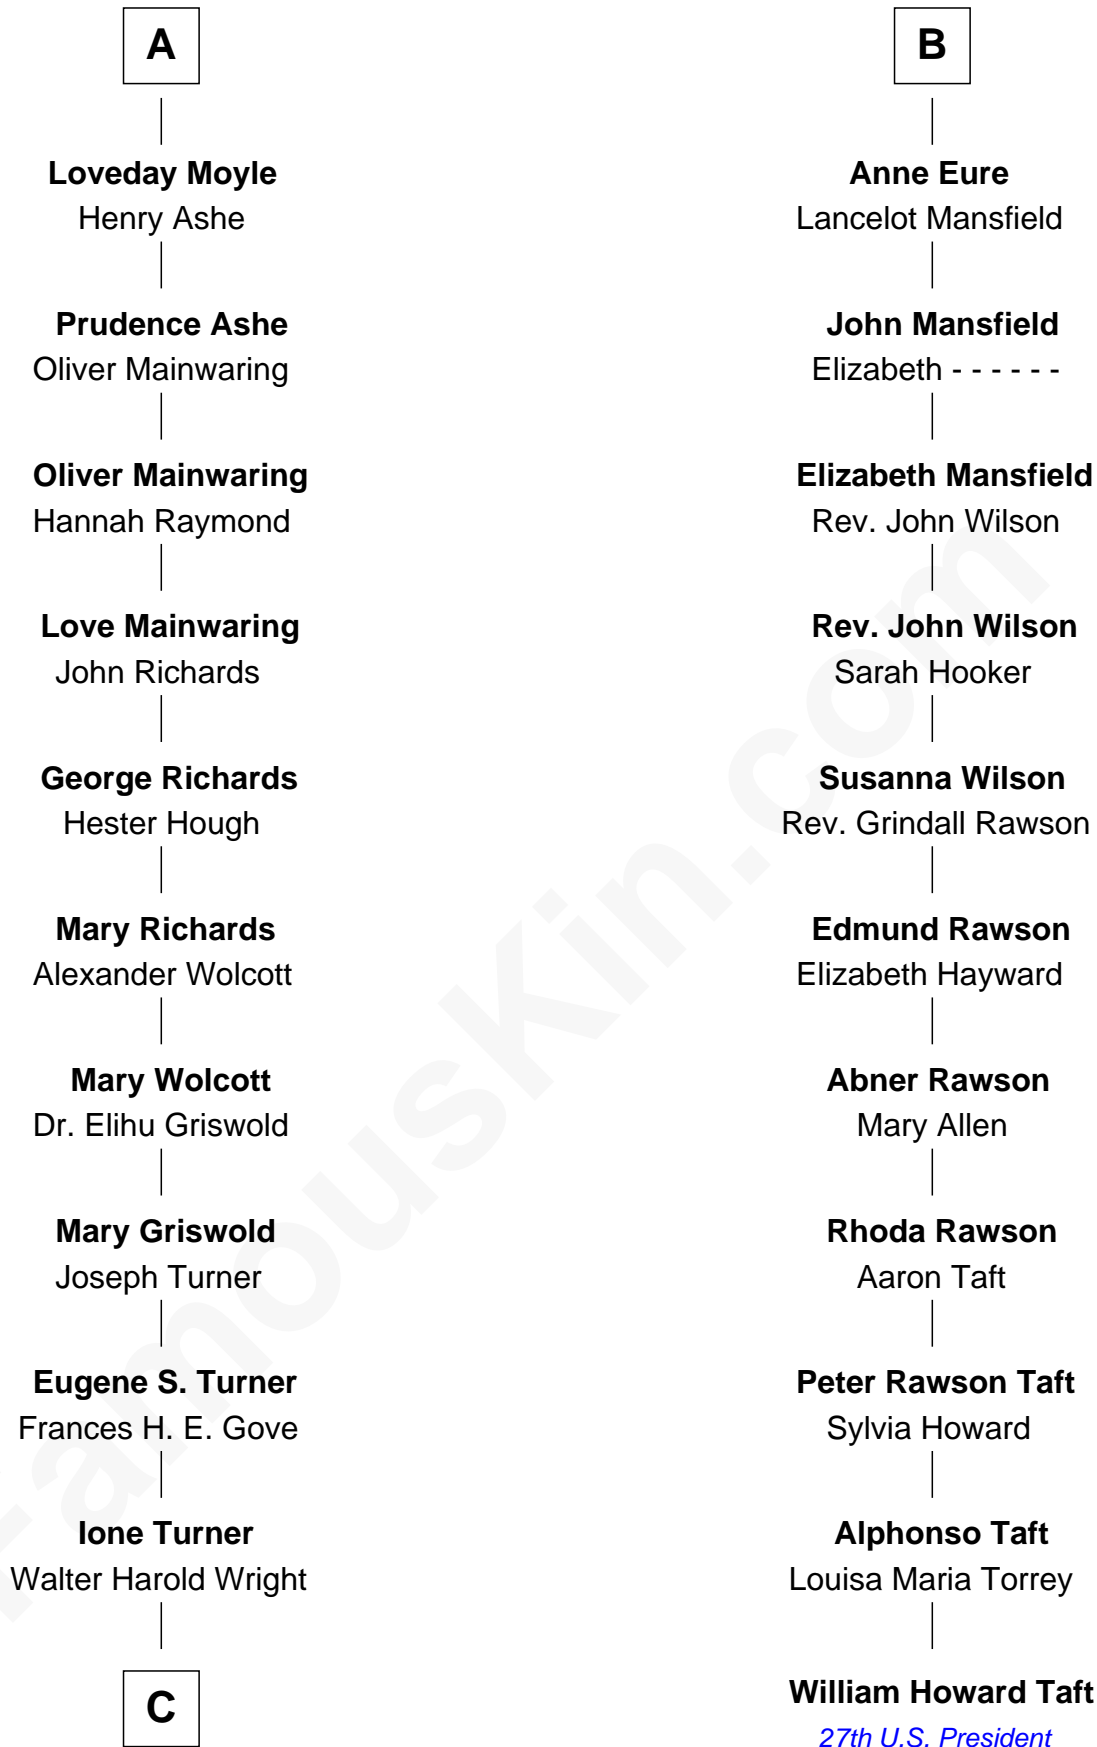 A
Loveday Moyle
Henry Ashe
Prudence Ashe
Oliver Mainwaring
Oliver Mainwaring
Hannah Raymond
Love Mainwaring
John Richards
George Richards
Hester Hough
Mary Richards
Alexander Wolcott
Mary Wolcott
Dr. Elihu Griswold
Mary Griswold
Joseph Turner
Eugene S. Turner
Frances H. E. Gove
Ione Turner
Walter Harold Wright
C
B
Anne Eure
Lancelot Mansfield
John Mansfield
Elizabeth - - - - - -
Elizabeth Mansfield
Rev. John Wilson
Rev. John Wilson
Sarah Hooker
Susanna Wilson
Rev. Grindall Rawson
Edmund Rawson
Elizabeth Hayward
Abner Rawson
Mary Allen
Rhoda Rawson
Aaron Taft
Peter Rawson Taft
Sylvia Howard
Alphonso Taft
Louisa Maria Torrey
William Howard Taft
27th U.S. President
FamousKin.com